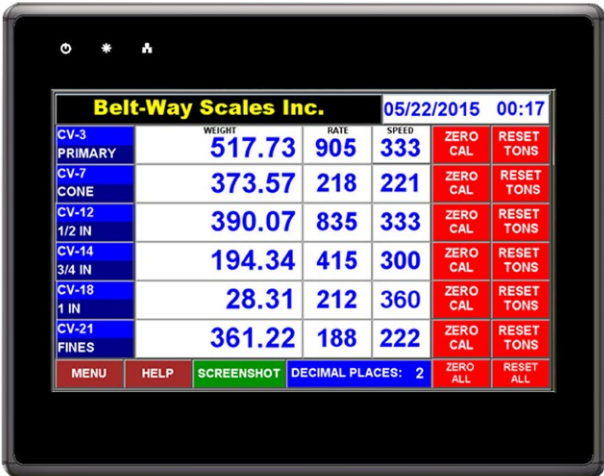 Belt-Way Scales Inc. 05/22/2015 00:17
CV-3 PRIMARY WEIGHT 517.73 RATE 905 SPEED 333 ZERO CAL RESET TONS
CV-7 CONE 373.57 218 221 ZERO CAL RESET TONS
CV-12 1/2 IN 390.07 835 333 ZERO CAL RESET TONS
CV-14 3/4 IN 194.34 415 300 ZERO CAL RESET TONS
CV-18 1 IN 28.31 212 360 ZERO CAL RESET TONS
CV-21 FINES 361.22 188 222 ZERO CAL RESET TONS
MENU HELP SCREENSHOT DECIMAL PLACES: 2 ZERO ALL RESET ALL